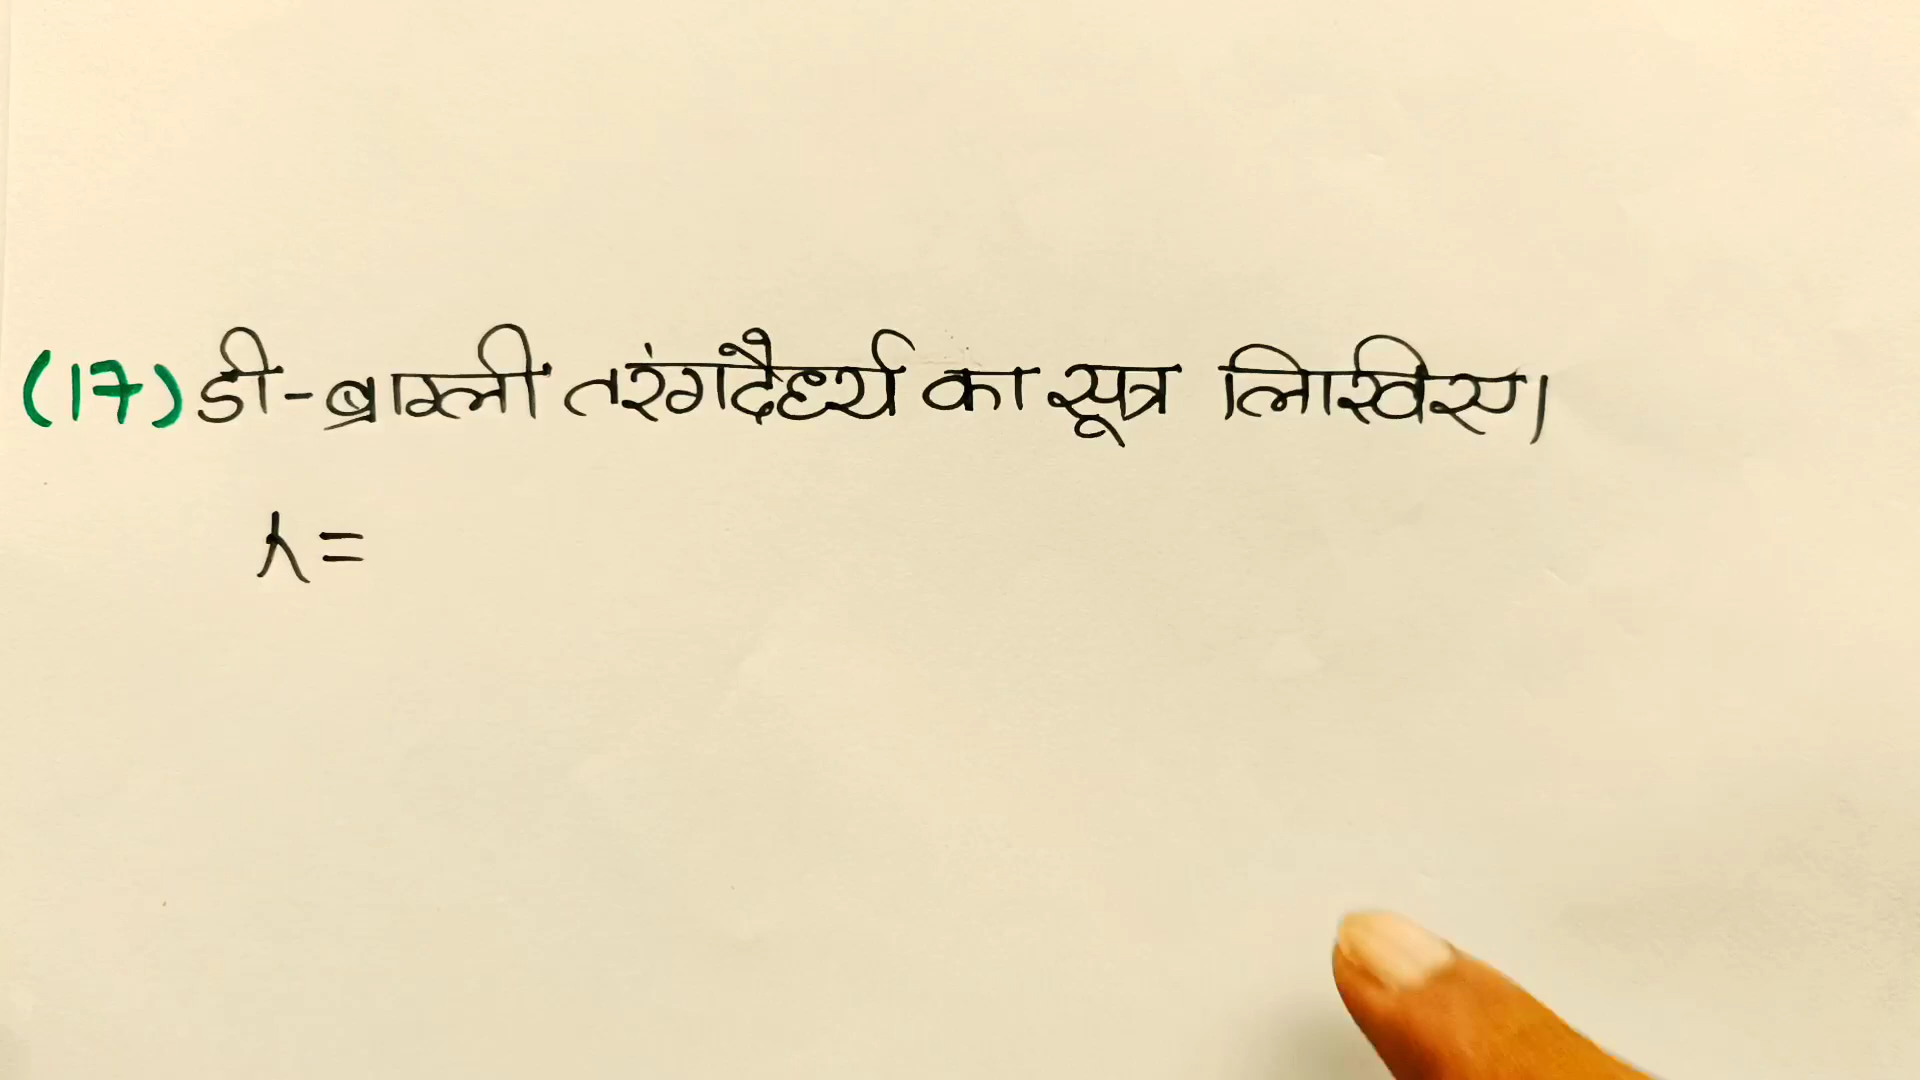 (17) डी-ब्राग्ली तरंगदैर्ध्य का सूत्र लिखिए।
λ =